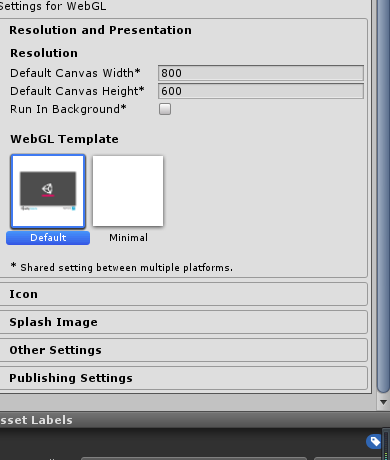 Settings for WebGL
Resolution and Presentation
Resolution
Default Canvas Width* 800
Default Canvas Height* 600
Run In Background*
WebGL Template
Default Minimal
* Shared setting between multiple platforms.
Icon
Splash Image
Other Settings
Publishing Settings
sset Labels